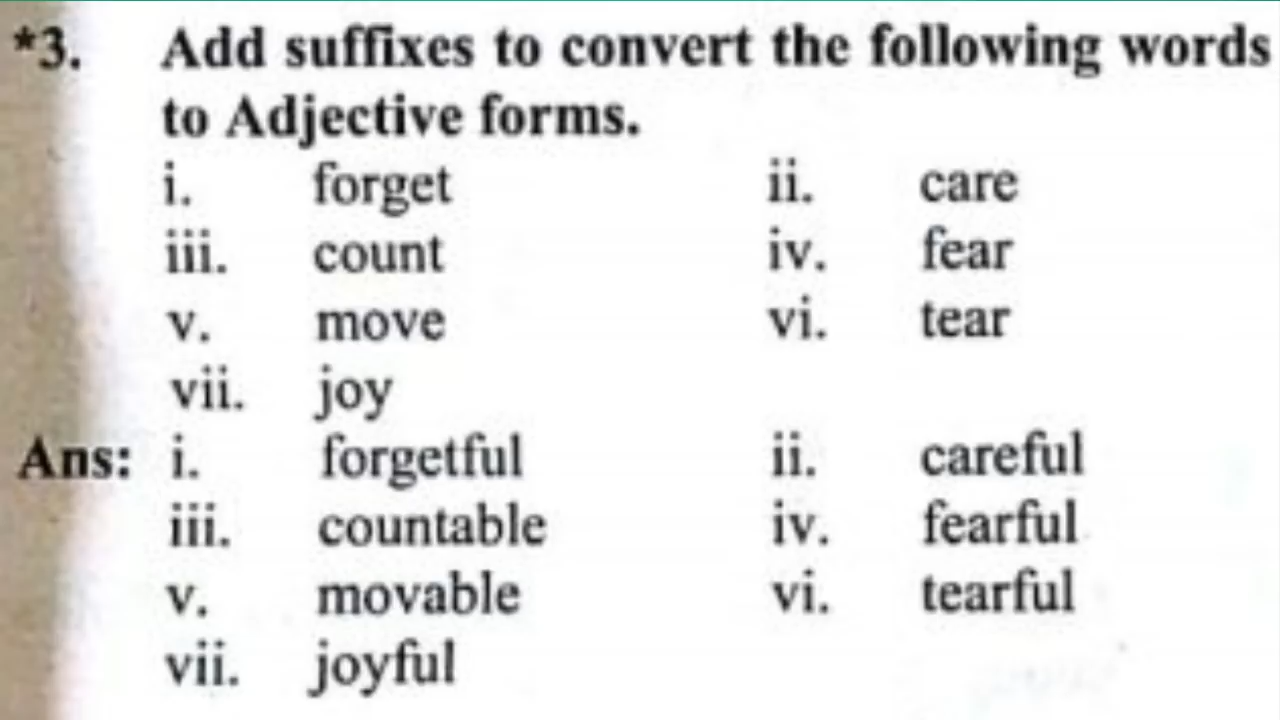 *3. Add suffixes to convert the following words
to Adjective forms.
i. forget ii. care
iii. count iv. fear
v. move vi. tear
vii. joy
Ans: i. forgetful ii. careful
iii. countable iv. fearful
v. movable vi. tearful
vii. joyful